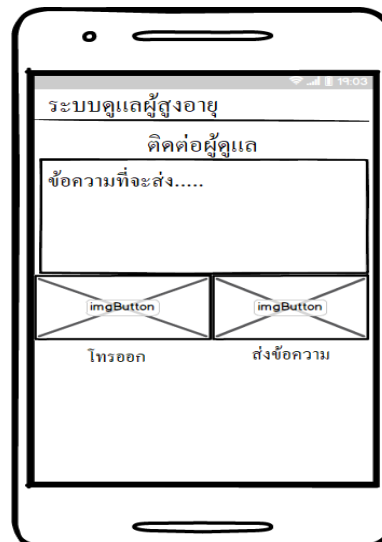 19:03
ระบบดูแลผู้สูงอายุ
ติดต่อผู้ดูแล
ข้อความที่จะส่ง.....
imgButton imgButton
โทรออก ส่งข้อความ